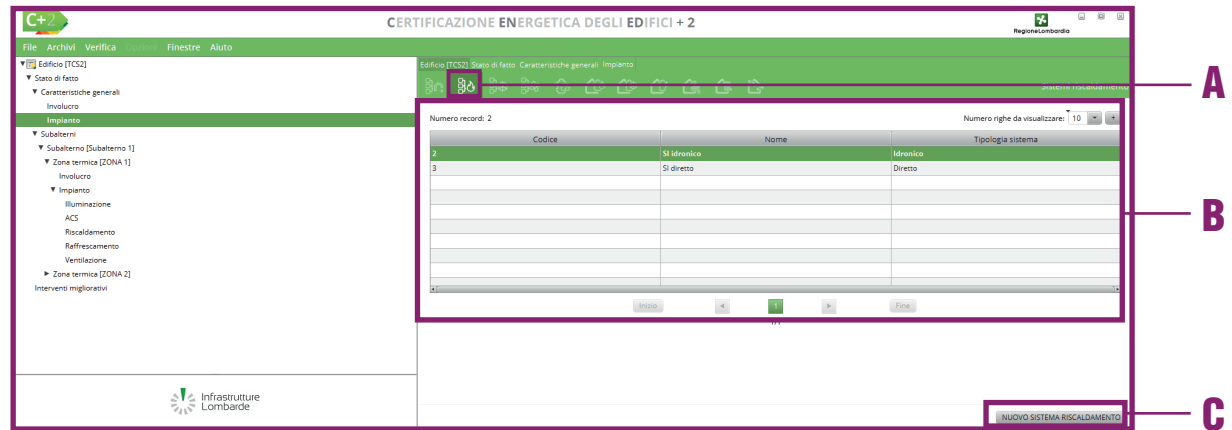 C+2
CERTIFICAZIONE ENERGETICA DEGLI EDIFICI + 2
RegioneLombardia
File Archivi Verifica Opzioni Finestre Aiuto
Edificio [TCS2]
Stato di fatto
Caratteristiche generali
Involucro
Impianto
Subalterni
Subalterno [Subalterno 1]
Zona termica [ZONA 1]
Involucro
Impianto
Illuminazione
ACS
Riscaldamento
Raffrescamento
Ventilazione
Zona termica [ZONA 2]
Interventi migliorativi
Infrastrutture
Lombarde
Edificio [TCS2] Stato di fatto Caratteristiche generali Impianto
Sistemi riscaldamento
A
Numero record: 2
Numero righe da visualizzare: 10
+
Codice Nome Tipologia sistema
2 SI idronico Idronico
3 SI diretto Diretto
B
Inizio 1 Fine
1/1
NUOVO SISTEMA RISCALDAMENTO
C